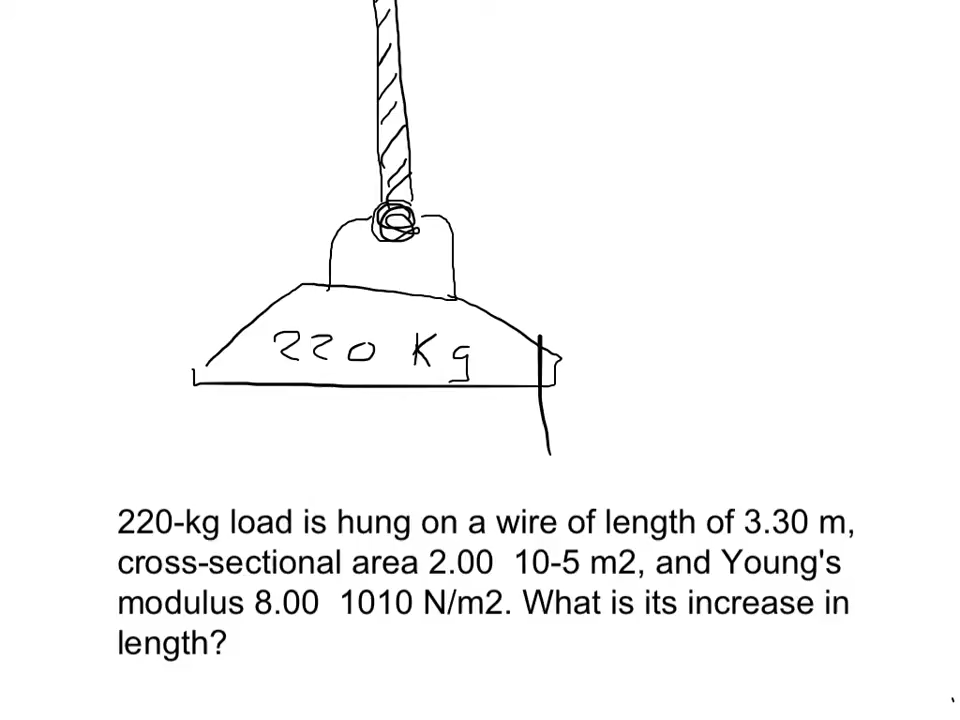 220 Kg
220-kg load is hung on a wire of length of 3.30 m,
cross-sectional area 2.00  10-5 m2, and Young's
modulus 8.00  1010 N/m2. What is its increase in
length?